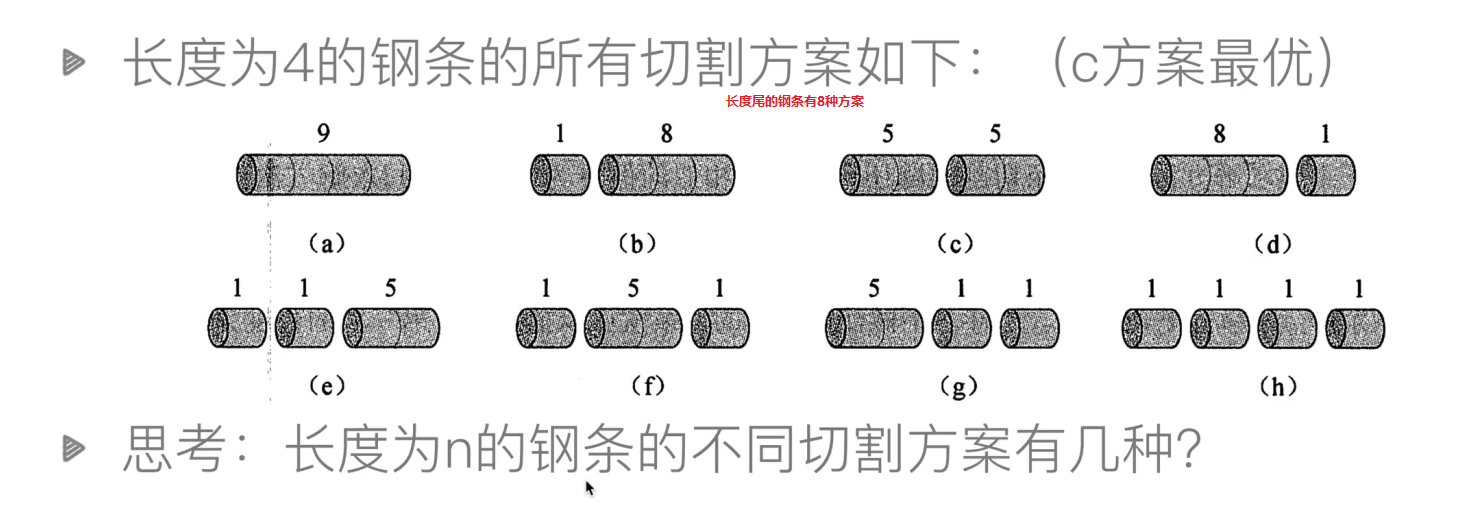 长度为4的钢条的所有切割方案如下：（c方案最优）
长度尾的钢条有8种方案
9 1 8 5 5 8 1
(a) (b) (c) (d)
1 1 5 1 5 1 5 1 1 1 1 1 1
(e) (f) (g) (h)
思考：长度为n的钢条的不同切割方案有几种？